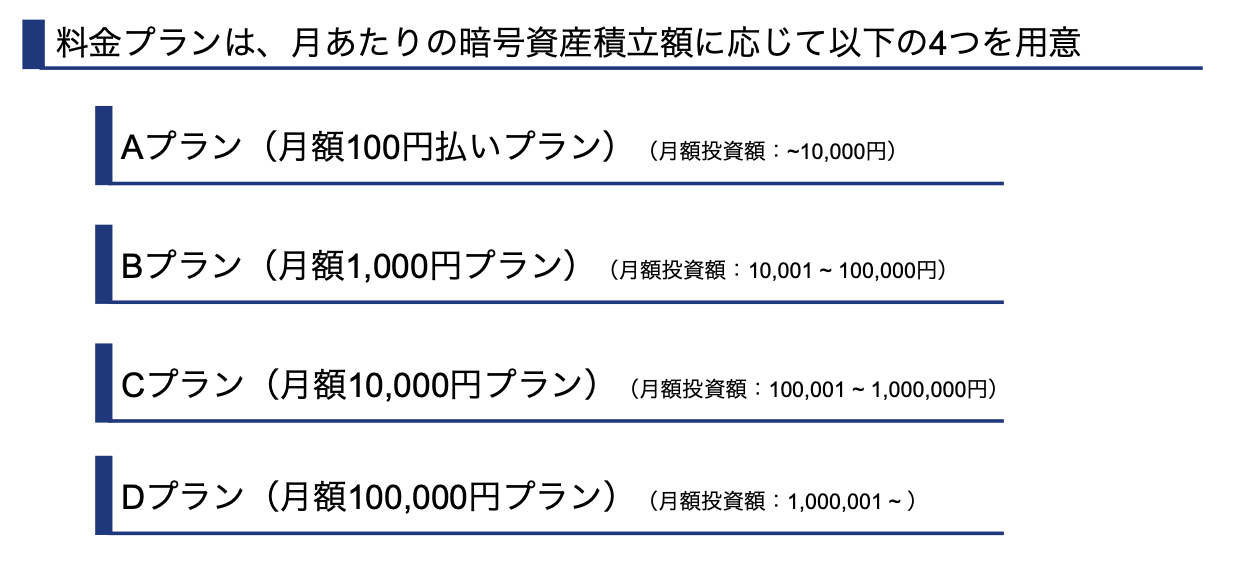 料金プランは、月あたりの暗号資産積立額に応じて以下の4つを用意
Aプラン（月額100円払いプラン）（月額投資額：~10,000円）
Bプラン（月額1,000円プラン）（月額投資額：10,001 ~ 100,000円）
Cプラン（月額10,000円プラン）（月額投資額：100,001 ~ 1,000,000円）
Dプラン（月額100,000円プラン）（月額投資額：1,000,001 ~ ）